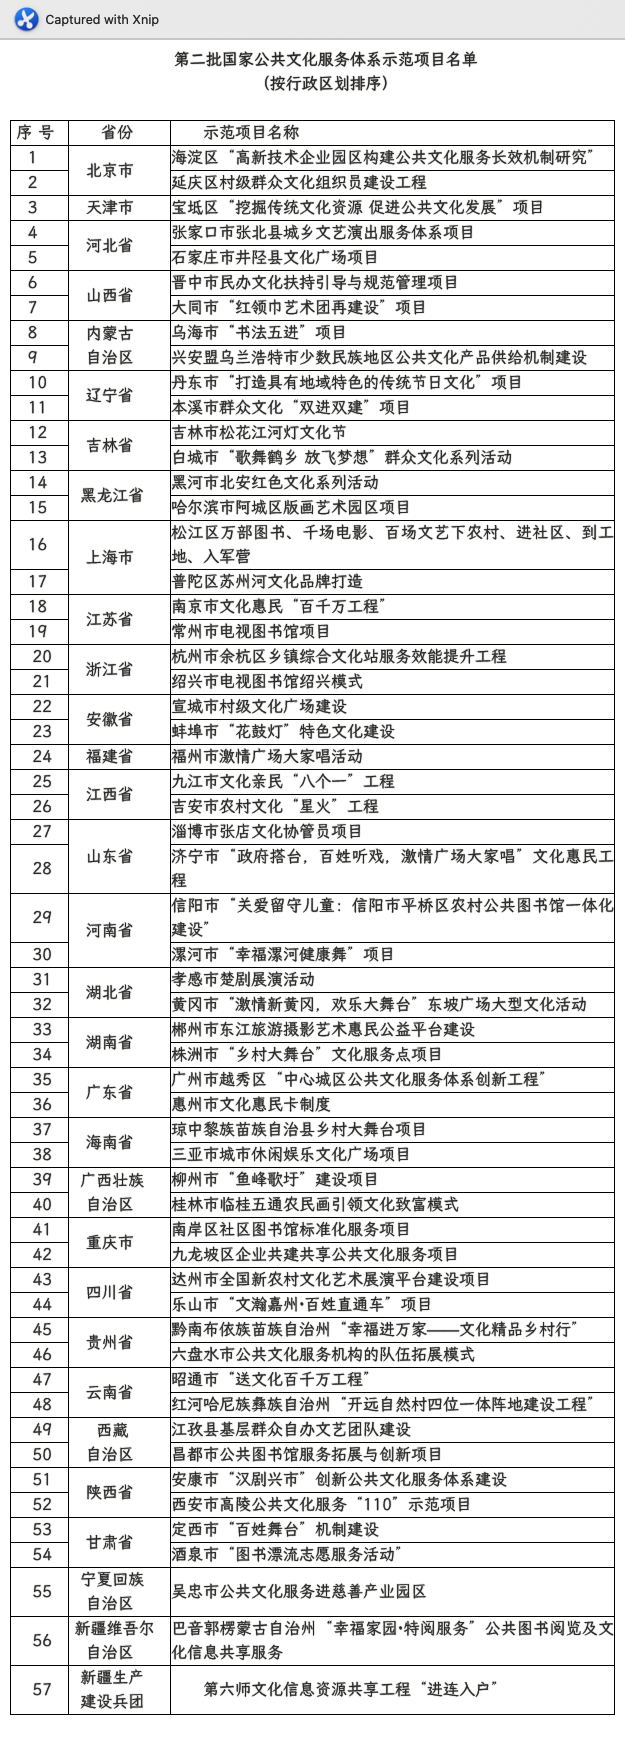 Captured with Xnip
第二批国家公共文化服务体系示范项目名单
（按行政区划排序）
序 号 省份 示范项目名称
1 北京市 海淀区“高新技术企业园区构建公共文化服务长效机制研究”
2 延庆区村级群众文化组织员建设工程
3 天津市 宝坻区“挖掘传统文化资源 促进公共文化发展”项目
4 河北省 张家口市张北县城乡文艺演出服务体系项目
5 石家庄市井陉县文化广场项目
6 山西省 晋中市民办文化扶持引导与规范管理项目
7 大同市“红领巾艺术团再建设”项目
8 内蒙古 乌海市“书法五进”项目
9 自治区 兴安盟乌兰浩特市少数民族地区公共文化产品供给机制建设
10 辽宁省 丹东市“打造具有地域特色的传统节日文化”项目
11 本溪市群众文化“双进双建”项目
12 吉林省 吉林市松花江河灯文化节
13 白城市“歌舞鹤乡 放飞梦想”群众文化系列活动
14 黑龙江省 黑河市北安红色文化系列活动
15 哈尔滨市阿城区版画艺术园区项目
16 上海市 松江区万部图书、千场电影、百场文艺下农村、进社区、到工
地、入军营
17 普陀区苏州河文化品牌打造
18 江苏省 南京市文化惠民“百千万工程”
19 常州市电视图书馆项目
20 浙江省 杭州市余杭区乡镇综合文化站服务效能提升工程
21 绍兴市电视图书馆绍兴模式
22 安徽省 宣城市村级文化广场建设
23 蚌埠市“花鼓灯”特色文化建设
24 福建省 福州市激情广场大家唱活动
25 江西省 九江市文化亲民“八个一”工程
26 吉安市农村文化“星火”工程
27 山东省 淄博市张店文化协管员项目
28 济宁市“政府搭台，百姓听戏，激情广场大家唱”文化惠民工
程
29 河南省 信阳市“关爱留守儿童：信阳市平桥区农村公共图书馆一体化
建设”
30 漯河市“幸福漯河健康舞”项目
31 湖北省 孝感市楚剧展演活动
32 黄冈市“激情新黄冈，欢乐大舞台”东坡广场大型文化活动
33 湖南省 郴州市东江旅游摄影艺术惠民公益平台建设
34 株洲市“乡村大舞台”文化服务点项目
35 广东省 广州市越秀区“中心城区公共文化服务体系创新工程”
36 惠州市文化惠民卡制度
37 海南省 琼中黎族苗族自治县乡村大舞台项目
38 三亚市城市休闲娱乐文化广场项目
39 广西壮族 柳州市“鱼峰歌圩”建设项目
40 自治区 桂林市临桂五通农民画引领文化致富模式
41 重庆市 南岸区社区图书馆标准化服务项目
42 九龙坡区企业共建共享公共文化服务项目
43 四川省 达州市全国新农村文化艺术展演平台建设项目
44 乐山市“文瀚嘉州·百姓直通车”项目
45 贵州省 黔南布依族苗族自治州“幸福进万家——文化精品乡村行”
46 六盘水市公共文化服务机构的队伍拓展模式
47 云南省 昭通市“送文化百千万工程”
48 红河哈尼族彝族自治州“开远自然村四位一体阵地建设工程”
49 西藏 江孜县基层群众自办文艺团队建设
50 自治区 昌都市公共图书馆服务拓展与创新项目
51 陕西省 安康市“汉剧兴市”创新公共文化服务体系建设
52 西安市高陵公共文化服务“110”示范项目
53 甘肃省 定西市“百姓舞台”机制建设
54 酒泉市“图书漂流志愿服务活动”
55 宁夏回族 吴忠市公共文化服务进慈善产业园区
自治区
56 新疆维吾尔 巴音郭楞蒙古自治州“幸福家园·特阅服务”公共图书阅览及文
自治区 化信息共享服务
57 新疆生产 第六师文化信息资源共享工程“进连入户”
建设兵团